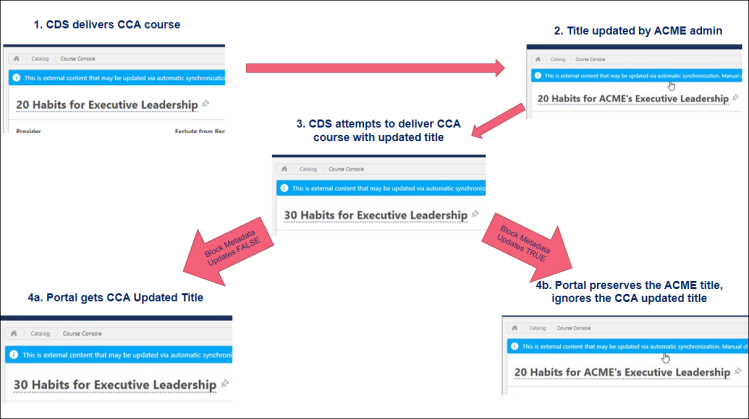 1. CDS delivers CCA course
Catalog Course Console
This is external content that may be updated via automatic synchronization
20 Habits for Executive Leadership
Provider Exclude from Rec
2. Title updated by ACME admin
Catalog Course Console
This is external content that may be updated via automatic synchronization. Manual c
20 Habits for ACME's Executive Leadership
3. CDS attempts to deliver CCA
course with updated title
Catalog Course Console
This is external content that may be updated via automatic synchroniza
30 Habits for Executive Leadership
Block Metadata
Updates FALSE
Block Metadata
Updates TRUE
4a. Portal gets CCA Updated Title
Catalog Course Console
This is external content that may be updated via automatic synchroni
30 Habits for Executive Leadership
4b. Portal preserves the ACME title,
ignores the CCA updated title
Catalog Course Console
This is external content that may be updated via automatic synchronization. Manual ch
20 Habits for ACME's Executive Leadership